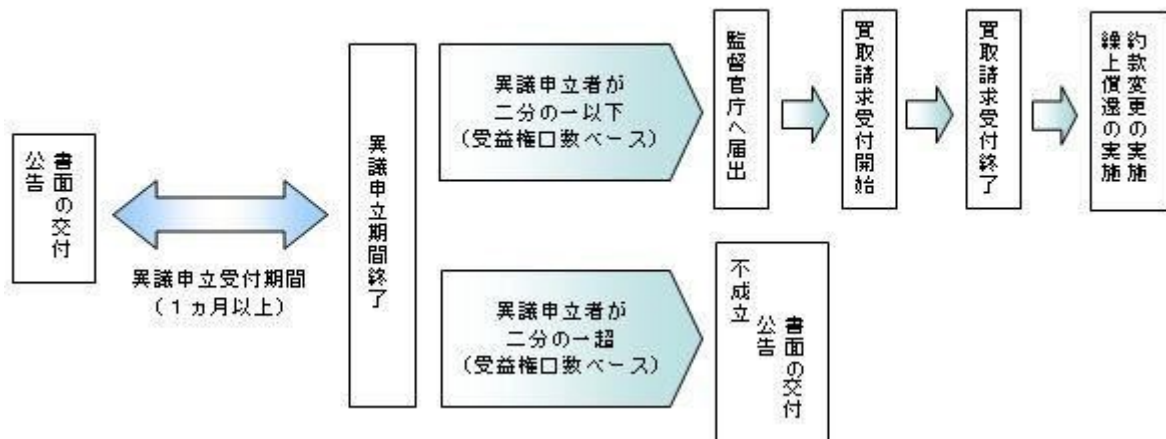 書面の交付
公告
異議申立受付期間
(1ヵ月以上)
異議申立期間終了
異議申立者が
二分の一以下
(受益権口数ベース)
監督官庁へ届出
買取請求受付開始
買取請求受付終了
約款変更の実施
繰上償還の実施
異議申立者が
二分の一超
(受益権口数ベース)
不成立
書面の交付
公告